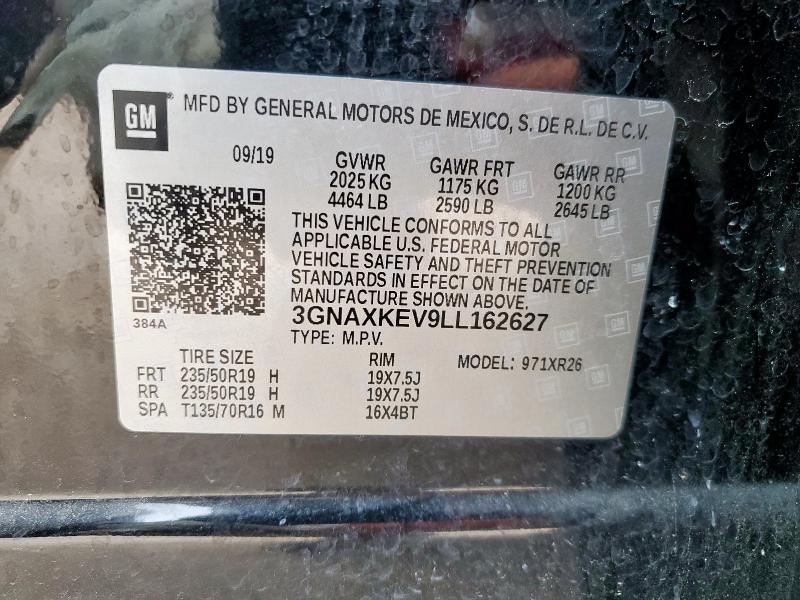 GM ® MFD BY GENERAL MOTORS DE MEXICO, S. DE R.L. DE C.V.
09/19 GVWR GAWR FRT GAWR RR
2025 KG 1175 KG 1200 KG
4464 LB 2590 LB 2645 LB
THIS VEHICLE CONFORMS TO ALL
APPLICABLE U.S. FEDERAL MOTOR
VEHICLE SAFETY AND THEFT PREVENTION
STANDARDS IN EFFECT ON THE DATE OF
MANUFACTURE SHOWN ABOVE.
384A 3GNAXKEV9LL162627
TYPE: M.P.V.
TIRE SIZE RIM MODEL: 971XR26
FRT 235/50R19 H 19X7.5J
RR 235/50R19 H 19X7.5J
SPA T135/70R16 M 16X4BT